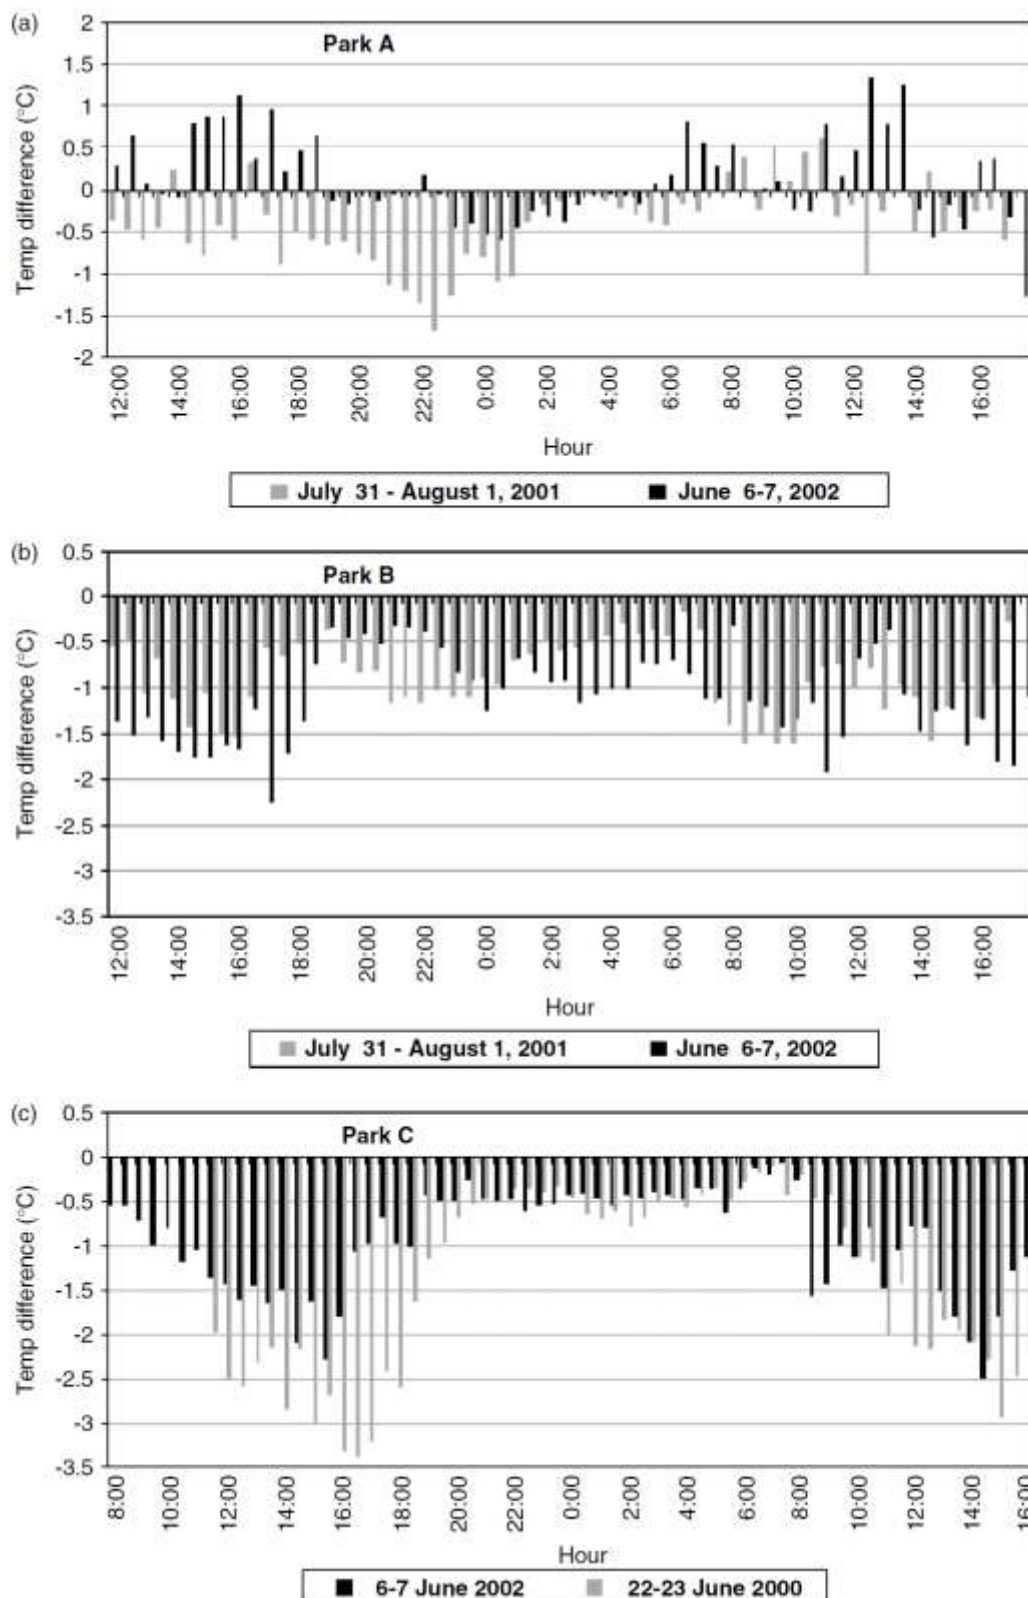 (a)
Park A
Temp difference (°C)
2
1.5
1
0.5
0
-0.5
-1
-1.5
-2
12:00 14:00 16:00 18:00 20:00 22:00 0:00 2:00 4:00 6:00 8:00 10:00 12:00 14:00 16:00
Hour
July 31 - August 1, 2001 June 6-7, 2002
(b)
Park B
Temp difference (°C)
0.5
0
-0.5
-1
-1.5
-2
-2.5
-3
-3.5
12:00 14:00 16:00 18:00 20:00 22:00 0:00 2:00 4:00 6:00 8:00 10:00 12:00 14:00 16:00
Hour
July 31 - August 1, 2001 June 6-7, 2002
(c)
Park C
Temp difference (°C)
0.5
0
-0.5
-1
-1.5
-2
-2.5
-3
-3.5
8:00 10:00 12:00 14:00 16:00 18:00 20:00 22:00 0:00 2:00 4:00 6:00 8:00 10:00 12:00 14:00 16:00
Hour
6-7 June 2002 22-23 June 2000